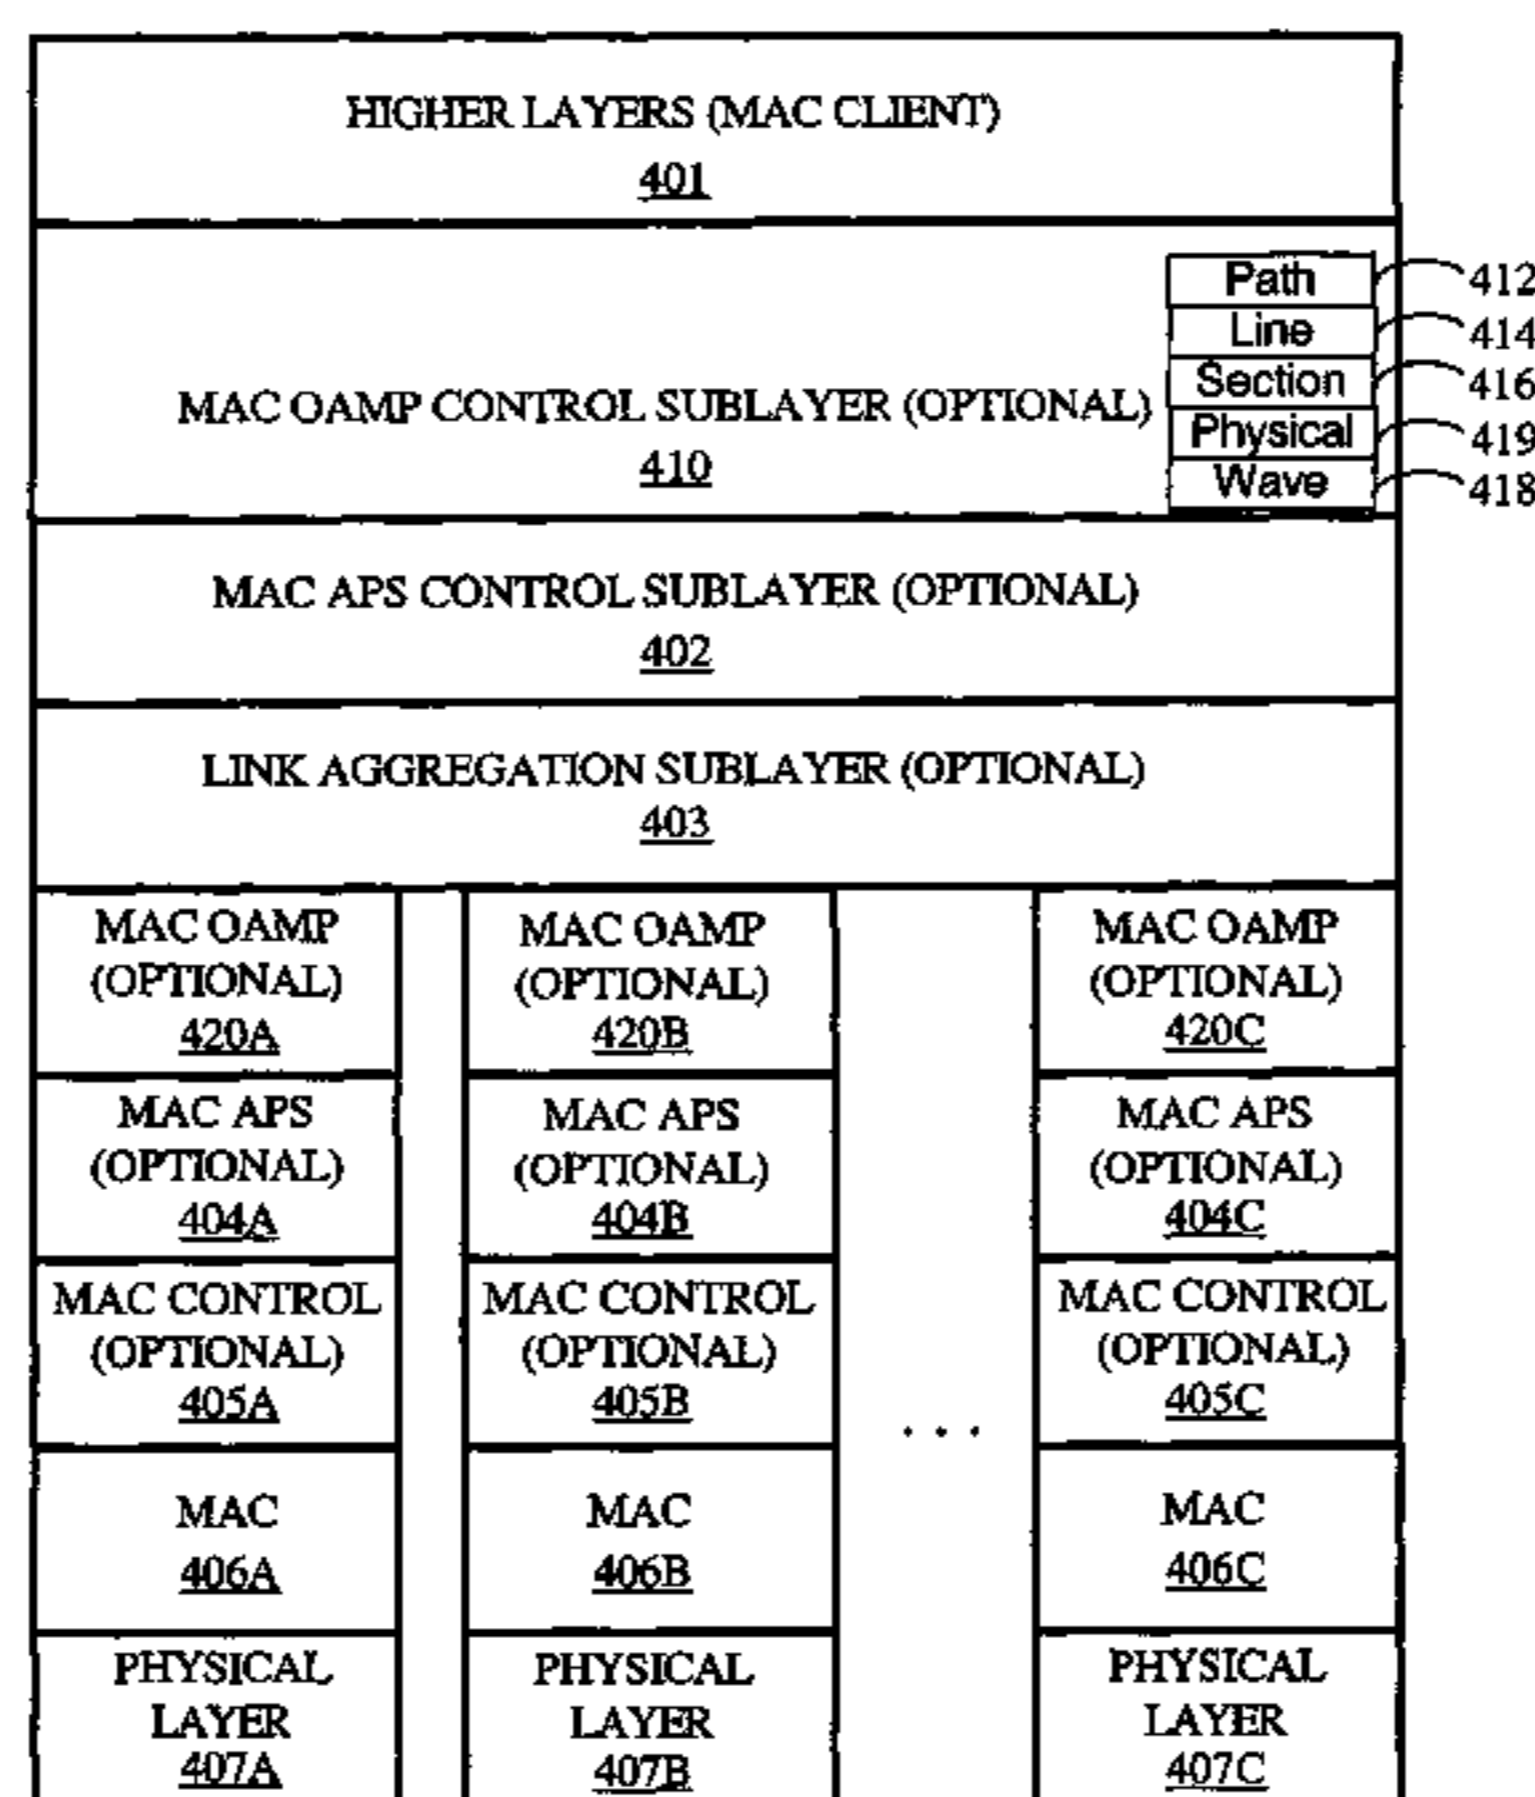 HIGHER LAYERS (MAC CLIENT)
401
Path 412
Line 414
Section 416
Physical 419
Wave 418
MAC OAMP CONTROL SUBLAYER (OPTIONAL)
410
MAC APS CONTROL SUBLAYER (OPTIONAL)
402
LINK AGGREGATION SUBLAYER (OPTIONAL)
403
MAC OAMP
(OPTIONAL)
420A
MAC APS
(OPTIONAL)
404A
MAC CONTROL
(OPTIONAL)
405A
MAC
406A
PHYSICAL
LAYER
407A
MAC OAMP
(OPTIONAL)
420B
MAC APS
(OPTIONAL)
404B
MAC CONTROL
(OPTIONAL)
405B
MAC
406B
PHYSICAL
LAYER
407B
. . .
MAC OAMP
(OPTIONAL)
420C
MAC APS
(OPTIONAL)
404C
MAC CONTROL
(OPTIONAL)
405C
MAC
406C
PHYSICAL
LAYER
407C